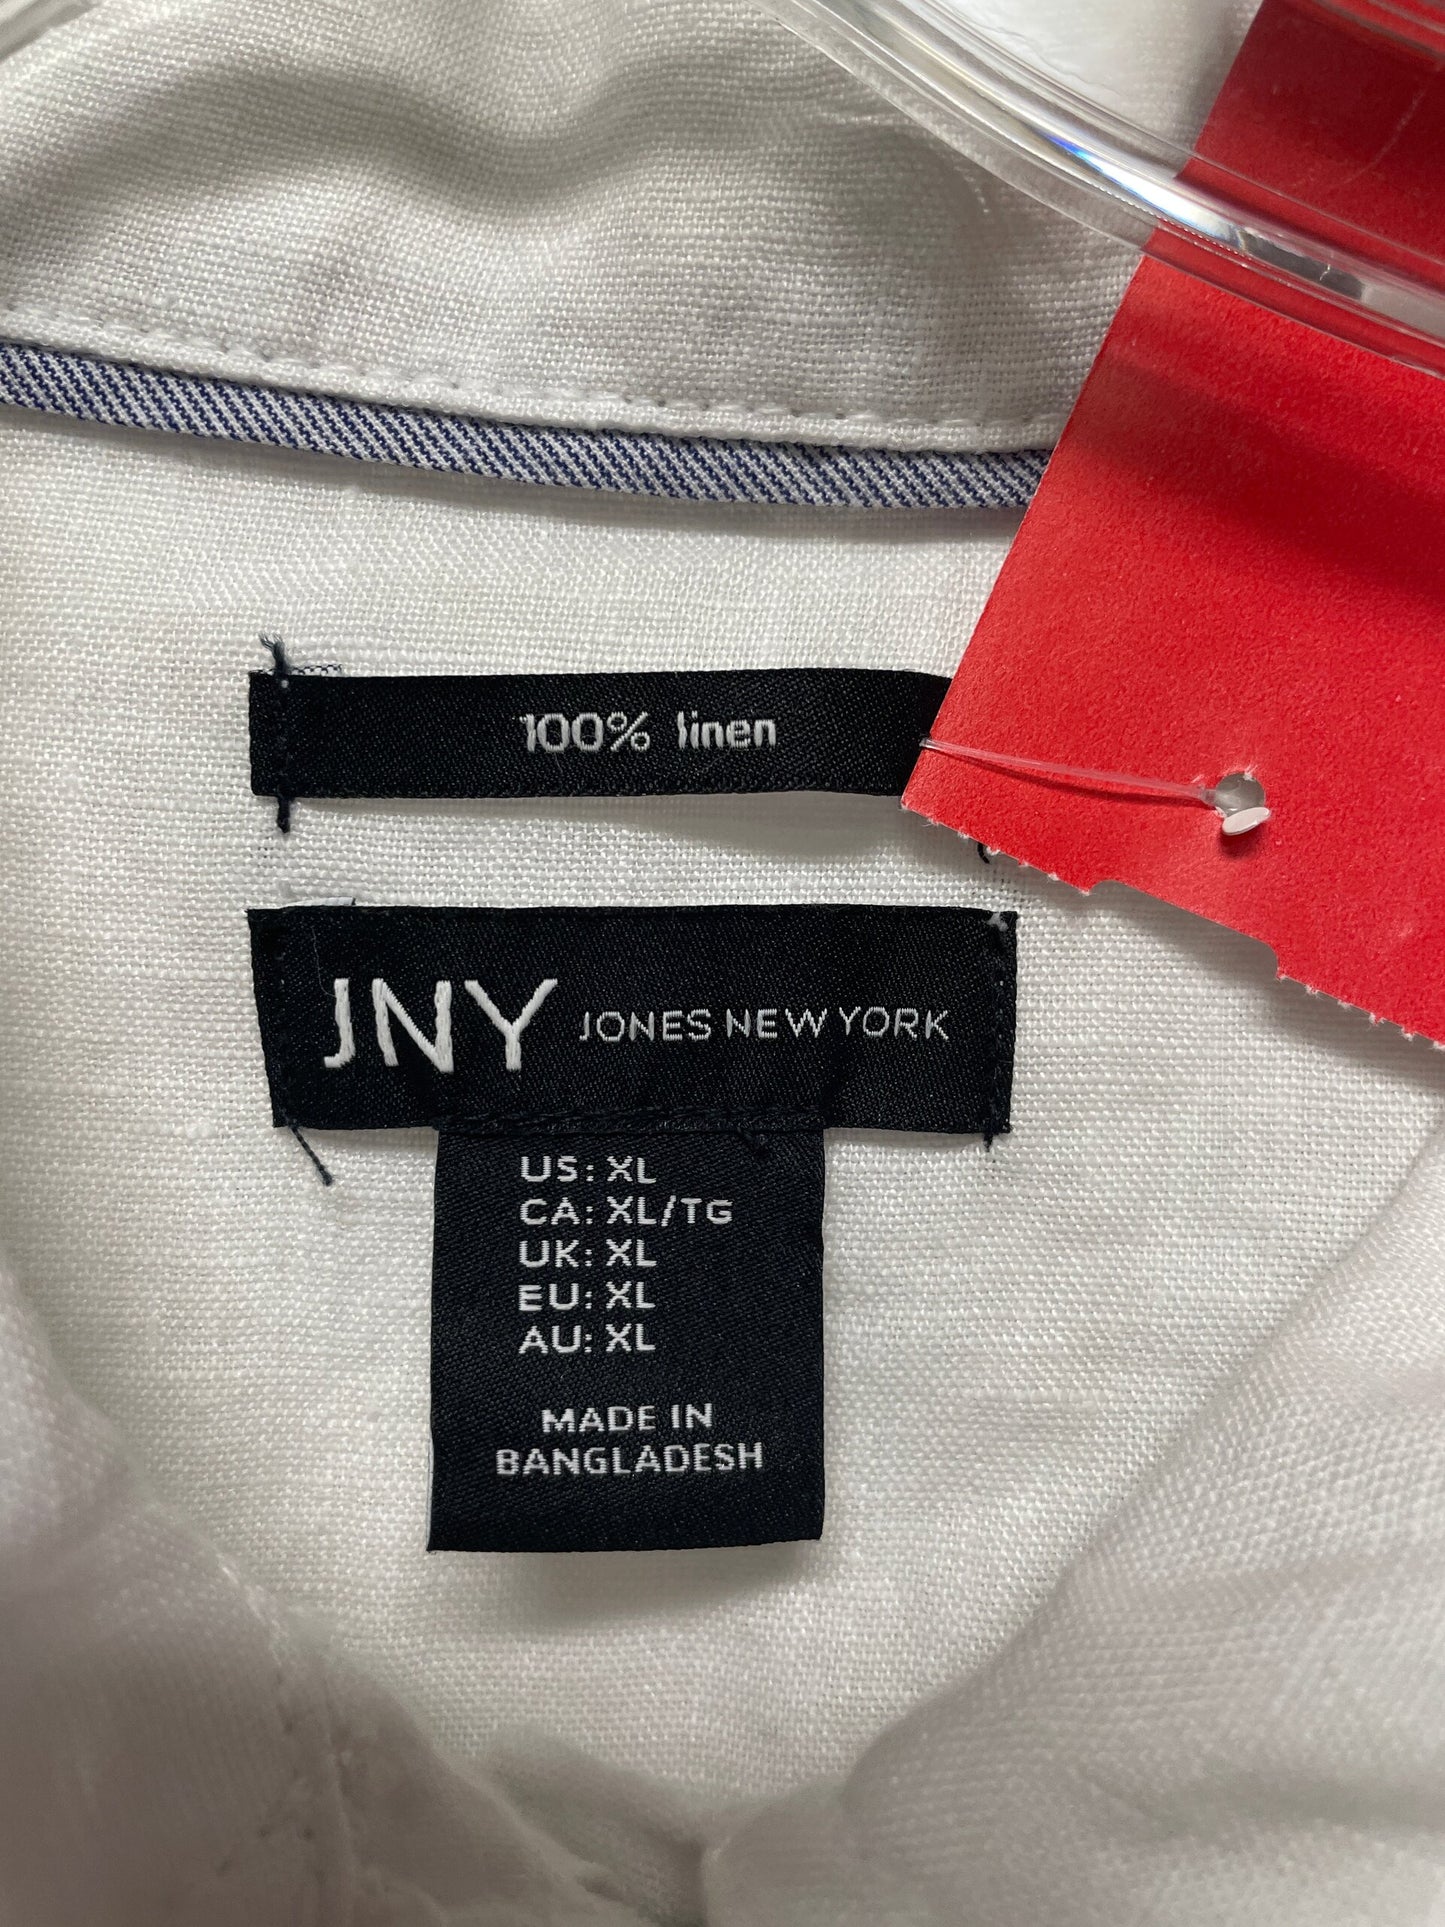 100% linen
JNY JONES NEW YORK
US: XL
CA: XL/TG
UK: XL
EU: XL
AU: XL
MADE IN
BANGLADESH